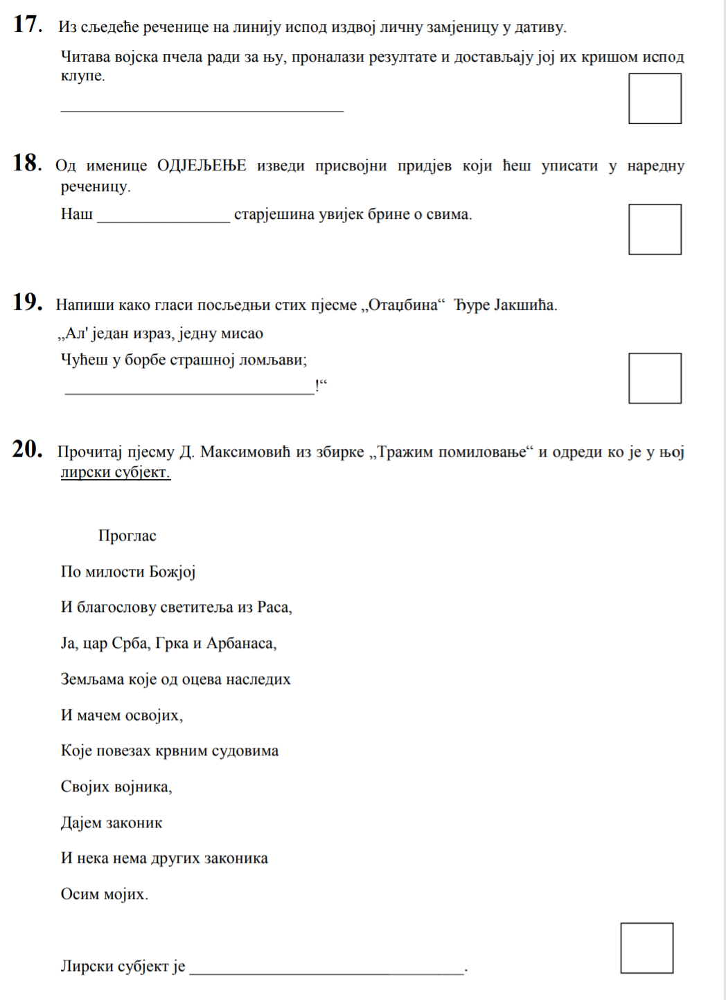 17. Из сљедеће реченице на линију испод издвој личну замјеницу у дативу.
Читава војска пчела ради за њу, проналази резултате и достављају јој их кришом испод
клупе.
18. Од именице ОДЈЕЉЕЊЕ изведи присвојни придјев који ћеш уписати у наредну
реченицу.
Наш ________________ старјешина увијек брине о свима.
19. Напиши како гласи посљедњи стих пјесме „Отаџбина“ Ђуре Јакшића.
„Ал' један израз, једну мисао
Чућеш у борбе страшној ломљави;
______________________________!“
20. Прочитај пјесму Д. Максимовић из збирке „Тражим помиловање“ и одреди ко је у њој
лирски субјект.
Проглас
По милости Божјој
И благослову светитеља из Раса,
Ја, цар Срба, Грка и Арбанаса,
Земљама које од оцева наследих
И мачем освојих,
Које повезах крвним судовима
Својих војника,
Дајем законик
И нека нема других законика
Осим мојих.
Лирски субјект је _________________________________.